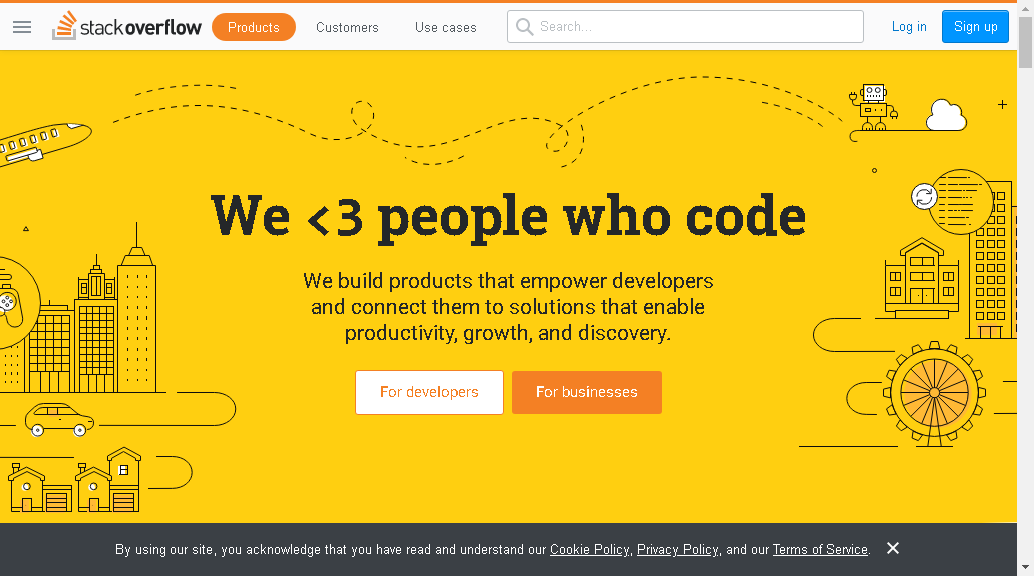 stackoverflow
Products
Customers
Use cases
Search...
Log in
Sign up
We <3 people who code
We build products that empower developers
and connect them to solutions that enable
productivity, growth, and discovery.
For developers
For businesses
By using our site, you acknowledge that you have read and understand our Cookie Policy, Privacy Policy, and our Terms of Service.